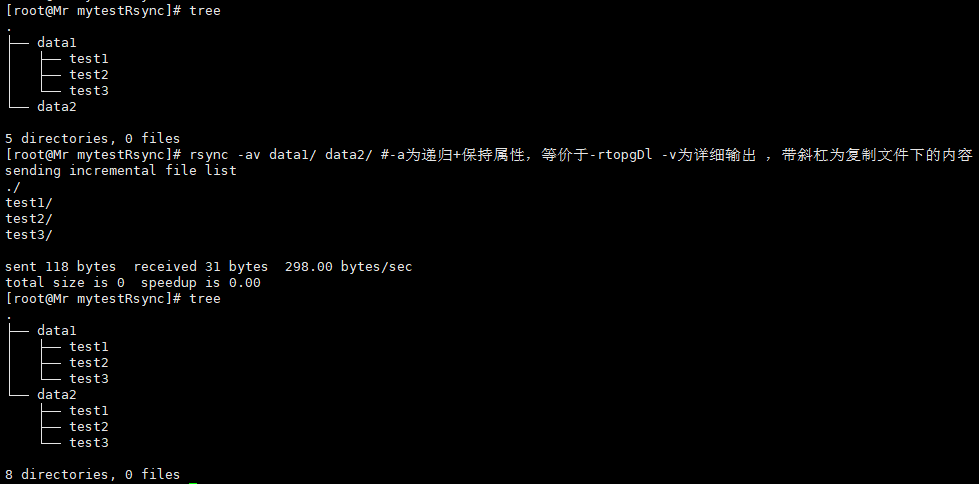 [root@Mr mytestRsync]# tree
.
├── data1
│   ├── test1
│   ├── test2
│   └── test3
└── data2
5 directories, 0 files
[root@Mr mytestRsync]# rsync -av data1/ data2/ #-a为递归+保持属性，等价于-rtopgDl -v为详细输出 ，带斜杠为复制文件下的内容
sending incremental file list
./
test1/
test2/
test3/
sent 118 bytes  received 31 bytes  298.00 bytes/sec
total size is 0  speedup is 0.00
[root@Mr mytestRsync]# tree
.
├── data1
│   ├── test1
│   ├── test2
│   └── test3
└── data2
    ├── test1
    ├── test2
    └── test3
8 directories, 0 files